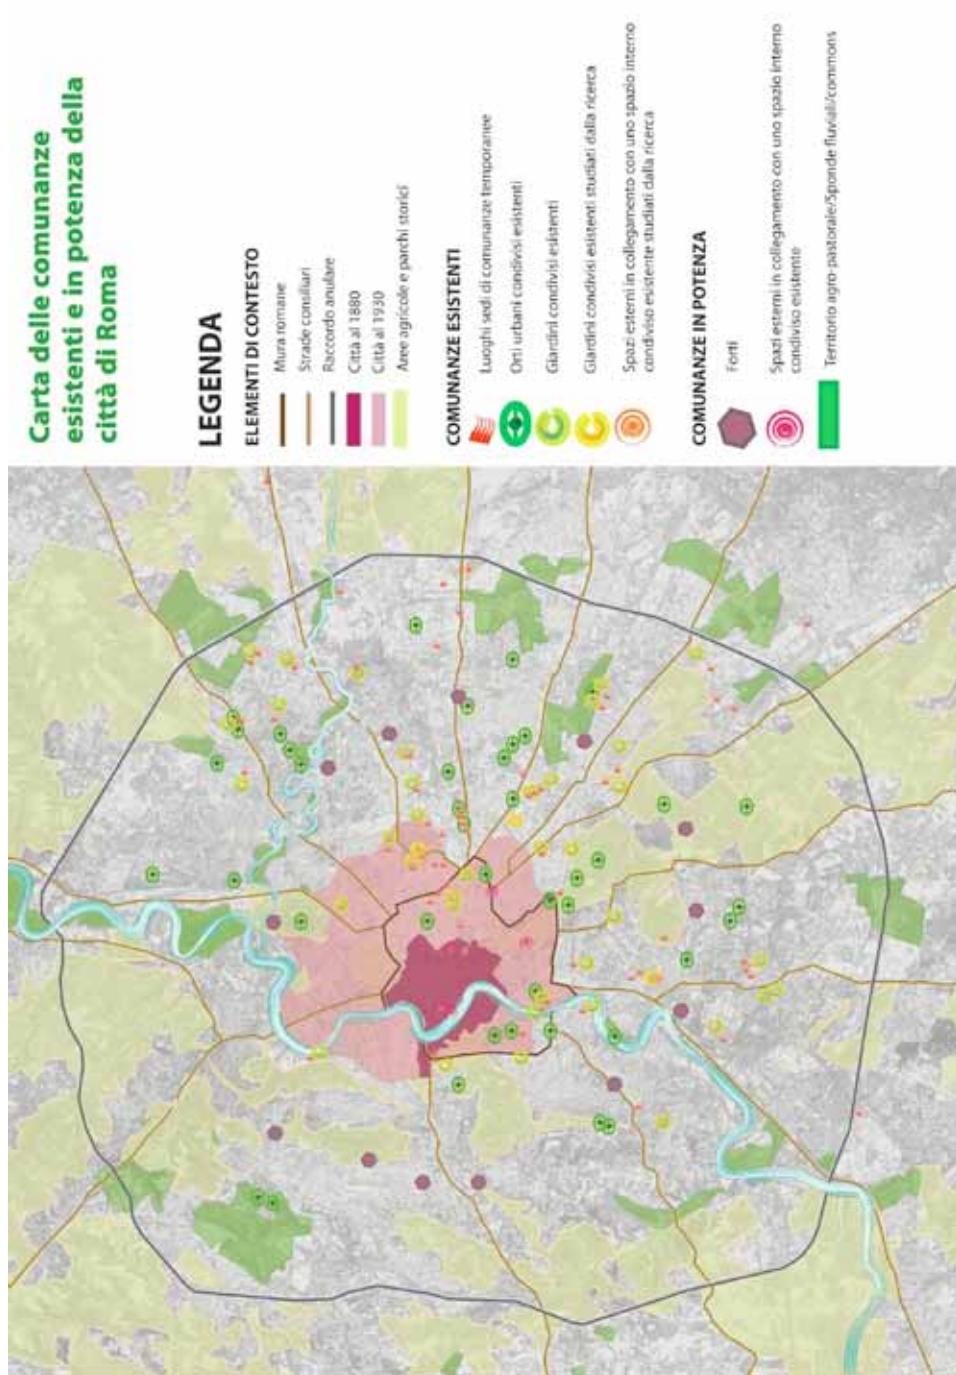 Carta delle comunanze
esistenti e in potenza della
città di Roma
LEGENDA
ELEMENTI DI CONTESTO
Mura romane
Strade consiliari
Raccordo anulare
Città al 1880
Città al 1930
Aree agricole e parchi storici
COMUNANZE ESISTENTI
Luoghi sedi di comunanze temporanee
Orti urbani condivisi esistenti
Giardini condivisi esistenti
Giardini condivisi esistenti studiati dalla ricerca
Spazi esterni in collegamento con uno spazio interno
condiviso esistente studiati dalla ricerca
COMUNANZE IN POTENZA
Forti
Spazi esterni in collegamento con uno spazio interno
condiviso esistente
Territorio agro-pastorale/Sponde fluviali/commons